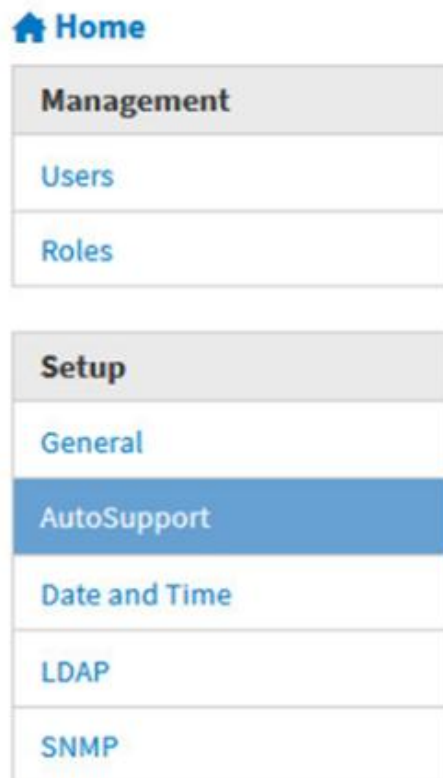 Home
Management
Users
Roles
Setup
General
AutoSupport
Date and Time
LDAP
SNMP